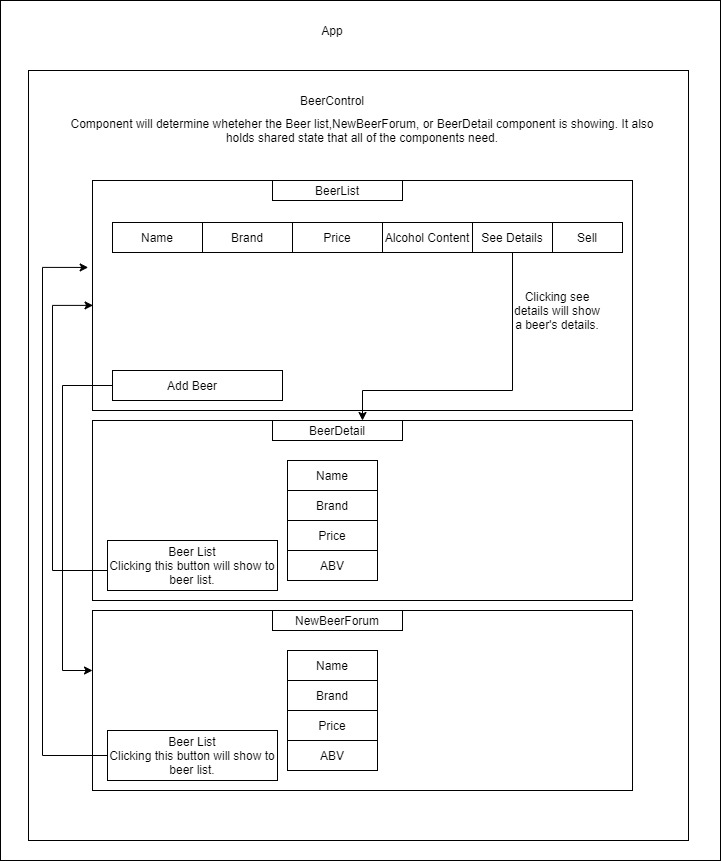 App
BeerControl
Component will determine wheteher the Beer list,NewBeerForum, or BeerDetail component is showing. It also
holds shared state that all of the components need.
BeerList
Name Brand Price Alcohol Content See Details Sell
Clicking see
details will show
a beer's details.
Add Beer
BeerDetail
Name
Brand
Price
ABV
Beer List
Clicking this button will show to
beer list.
NewBeerForum
Name
Brand
Price
ABV
Beer List
Clicking this button will show to
beer list.